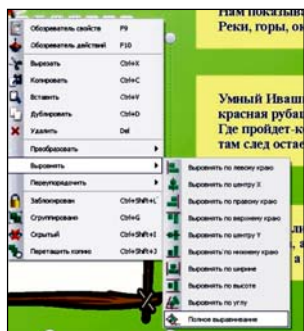 Нам показыв
Реки, горы, ок
Обозреватель свойств F9
Обозреватель действий F10
Вырезать Ctrl+X
Копировать Ctrl+C
Вставить Ctrl+V
Дублировать Ctrl+D
Удалить Del
Преобразовать
Выровнять
Переупорядочить
Заблокирован Ctrl+Shift+L
Сгруппировано Ctrl+G
Скрытый Ctrl+Shift+I
Перетащить копию Ctrl+Shift+3
Умный Иваш
красная рубаш
Где пройдет-к
там след остае
Выровнять по левому краю
Выровнять по центру X
Выровнять по правому краю
Выровнять по верхнему краю
Выровнять по центру Y
Выровнять по нижнему краю
Выровнять по ширине
Выровнять по высоте
Выровнять по углу
Полное выравнивание